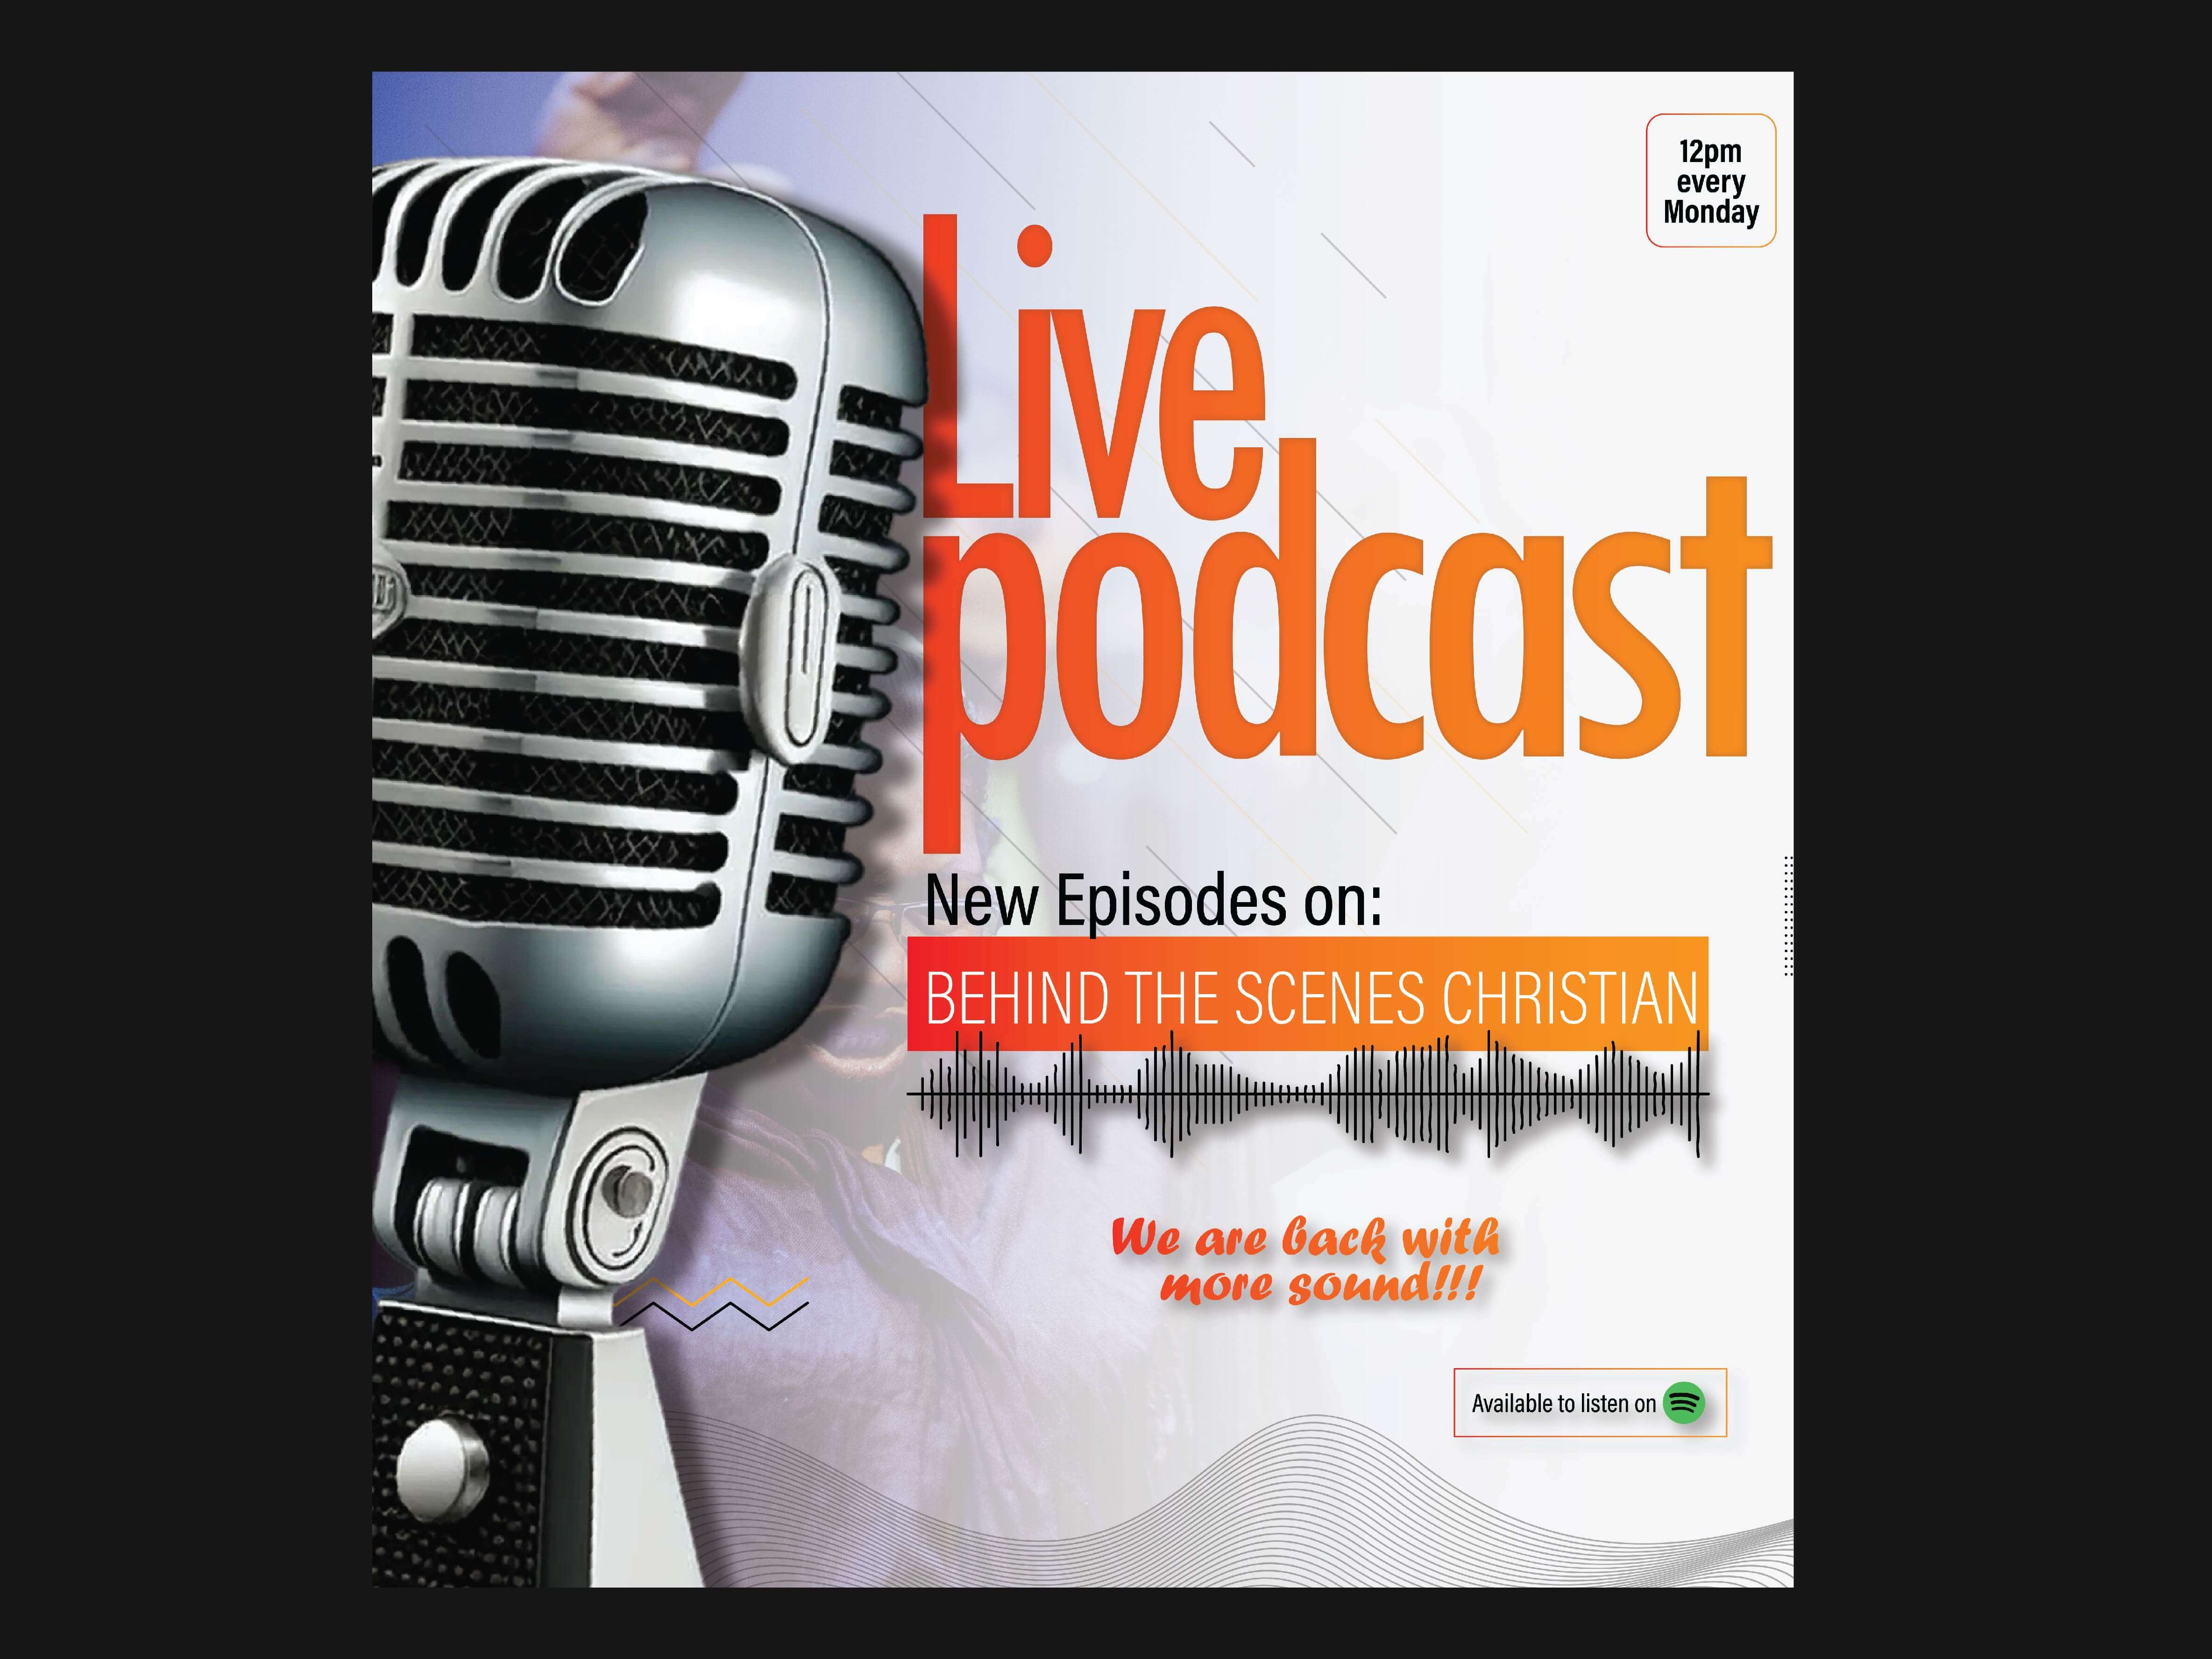 12pm
every
Monday
Live
podcast
New Episodes on:
BEHIND THE SCENES CHRISTIAN
We are back with
more sound!!!
Available to listen on